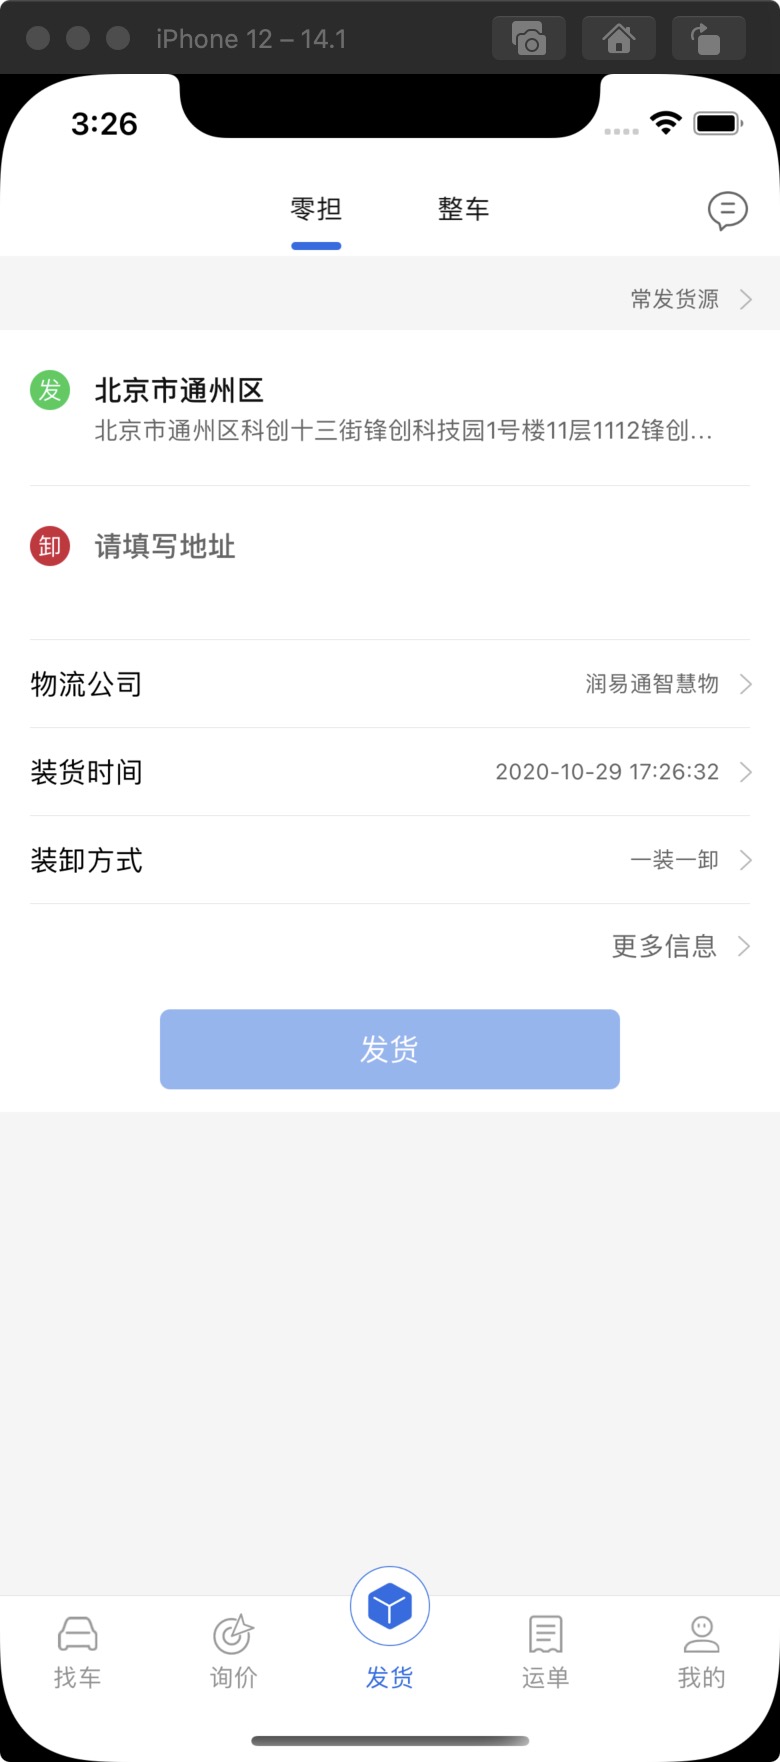 iPhone 12 – 14.1
3:26
零担 整车
常发货源
发 北京市通州区
北京市通州区科创十三街锋创科技园1号楼11层1112锋创...
卸 请填写地址
物流公司 润易通智慧物
装货时间 2020-10-29 17:26:32
装卸方式 一装一卸
更多信息
发货
找车 询价 发货 运单 我的